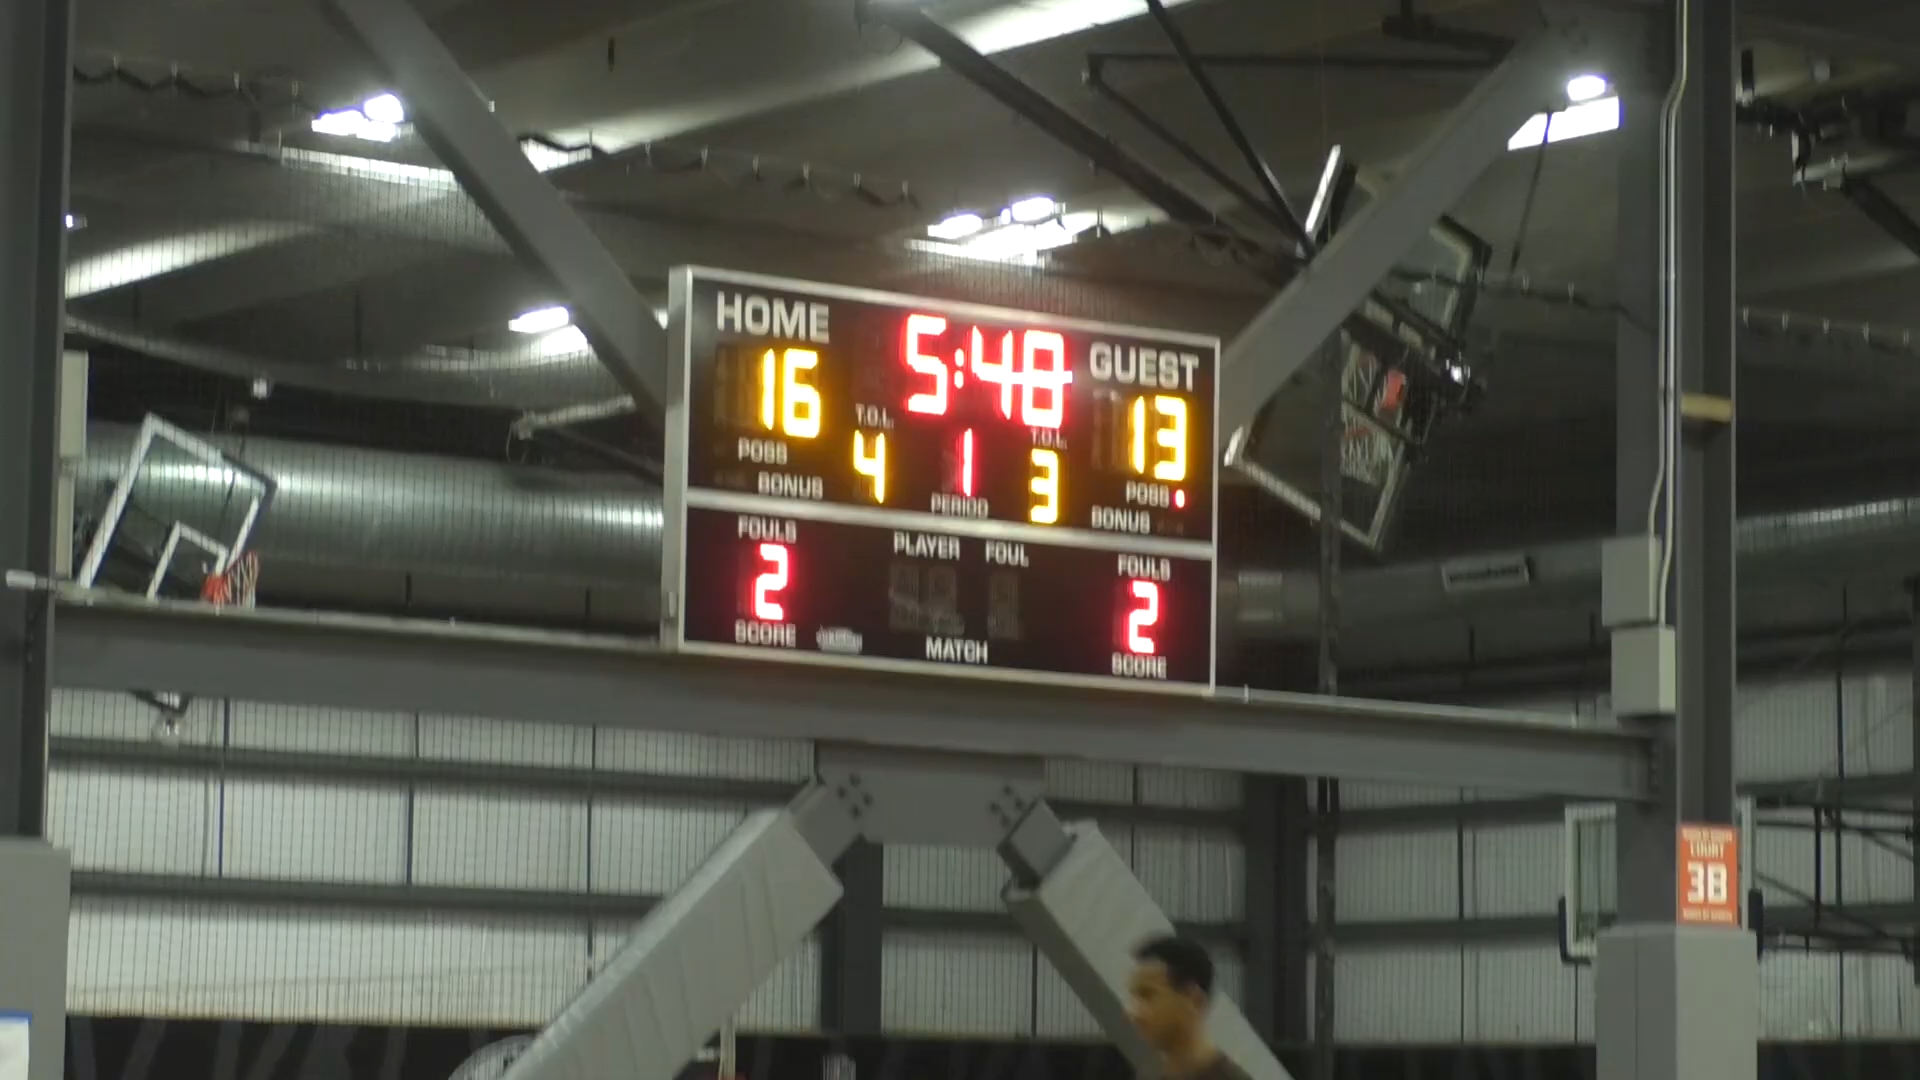 HOME 5:48 GUEST
16 13
T.O.L. T.O.L.
POSS 4 1 3 POSS
BONUS PERIOD BONUS
FOULS PLAYER FOUL FOULS
2 2
SCORE MATCH SCORE
COURT
3B